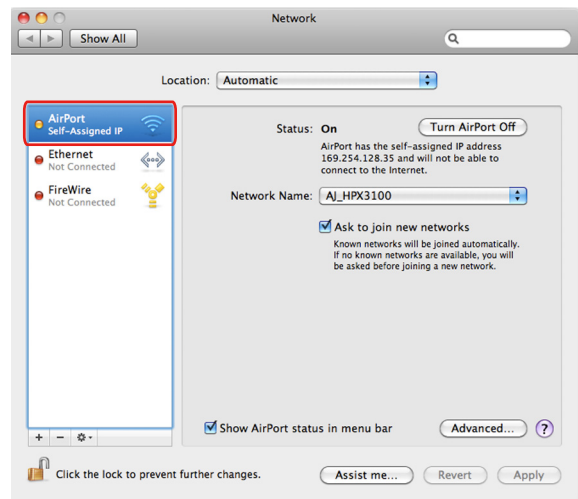 Network
Show All
Location: Automatic
AirPort
Self-Assigned IP
Ethernet
Not Connected
FireWire
Not Connected
Status: On
Turn AirPort Off
AirPort has the self-assigned IP address
169.254.128.35 and will not be able to
connect to the Internet.
Network Name: AJ_HPX3100
Ask to join new networks
Known networks will be joined automatically.
If no known networks are available, you will
be asked before joining a new network.
Show AirPort status in menu bar
Advanced... ?
+ −
Click the lock to prevent further changes.
Assist me... Revert Apply